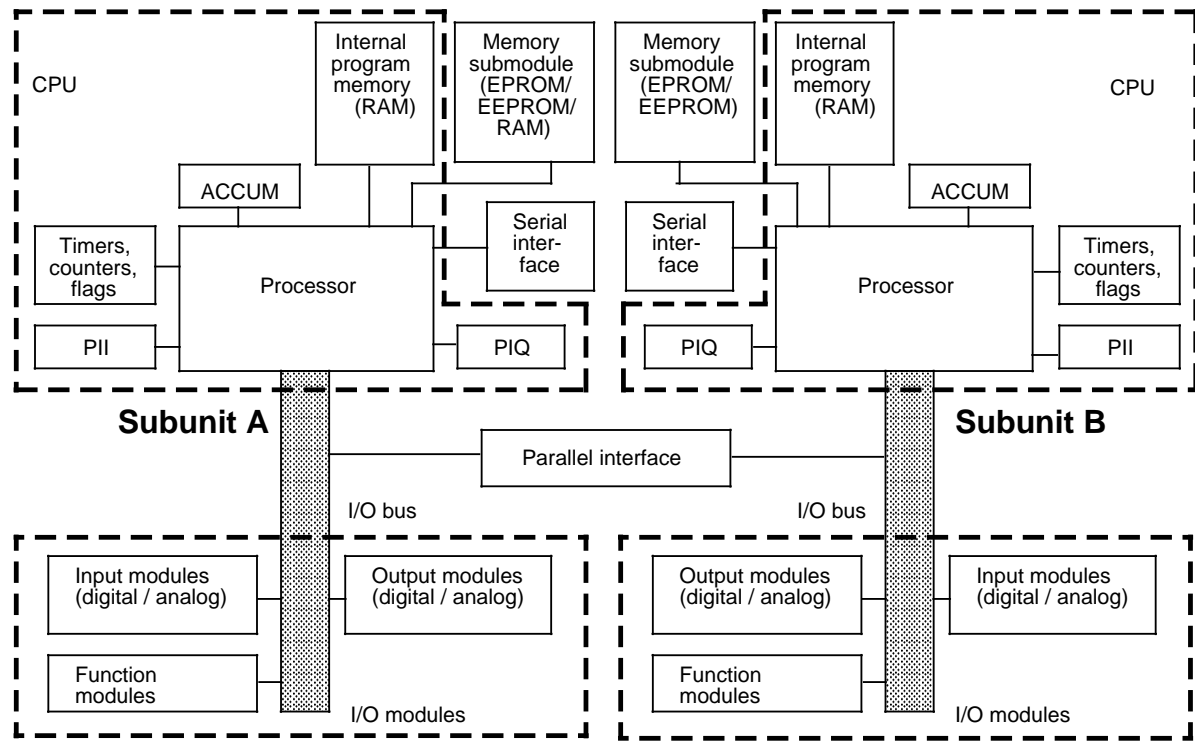 CPU
Internal
program
memory
(RAM)
Memory
submodule
(EPROM/
EEPROM/
RAM)
Memory
submodule
(EPROM/
EEPROM)
Internal
program
memory
(RAM)
CPU
ACCUM
ACCUM
Timers,
counters,
flags
Processor
Serial
inter-
face
Serial
inter-
face
Processor
Timers,
counters,
flags
PII
PIQ
PIQ
PII
Subunit A
Subunit B
Parallel interface
I/O bus
I/O bus
Input modules
(digital / analog)
Output modules
(digital / analog)
Output modules
(digital / analog)
Input modules
(digital / analog)
Function
modules
Function
modules
I/O modules
I/O modules